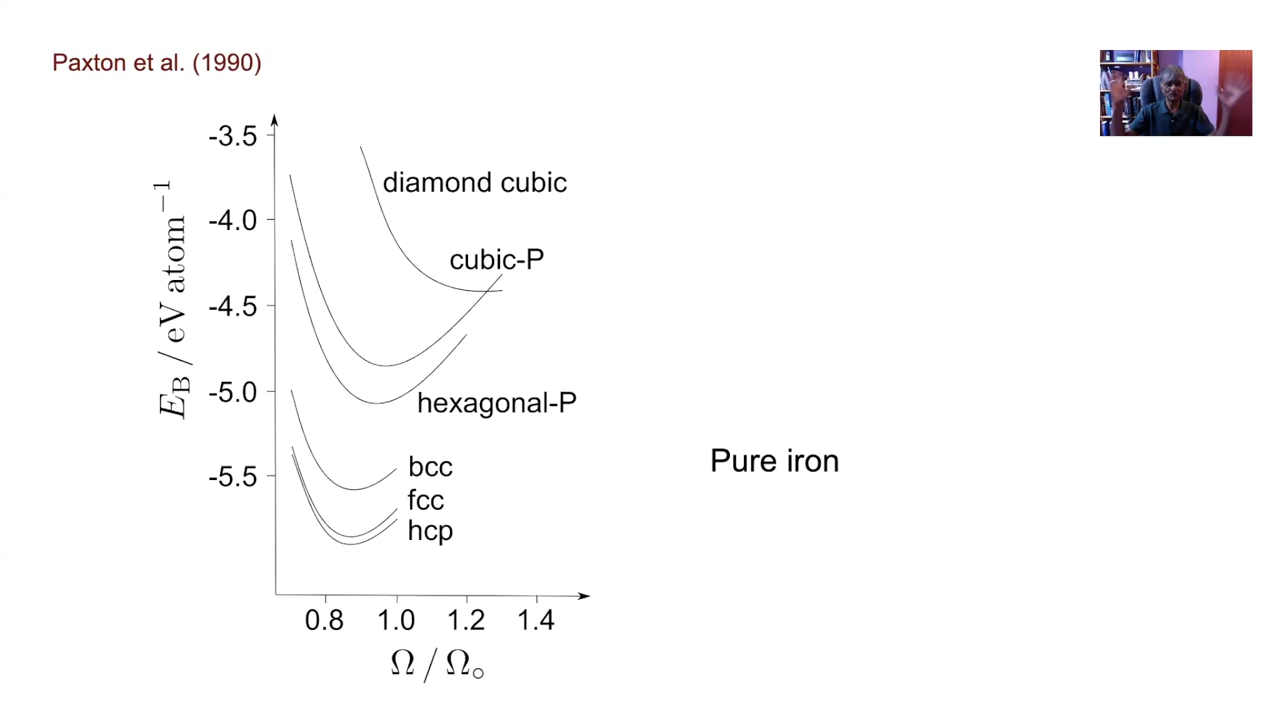 Paxton et al. (1990)
-3.5
diamond cubic
-4.0
cubic-P
-4.5
-5.0
hexagonal-P
-5.5
bcc
fcc
hcp
E_B / eV atom⁻¹
0.8 1.0 1.2 1.4
Ω / Ω○
Pure iron